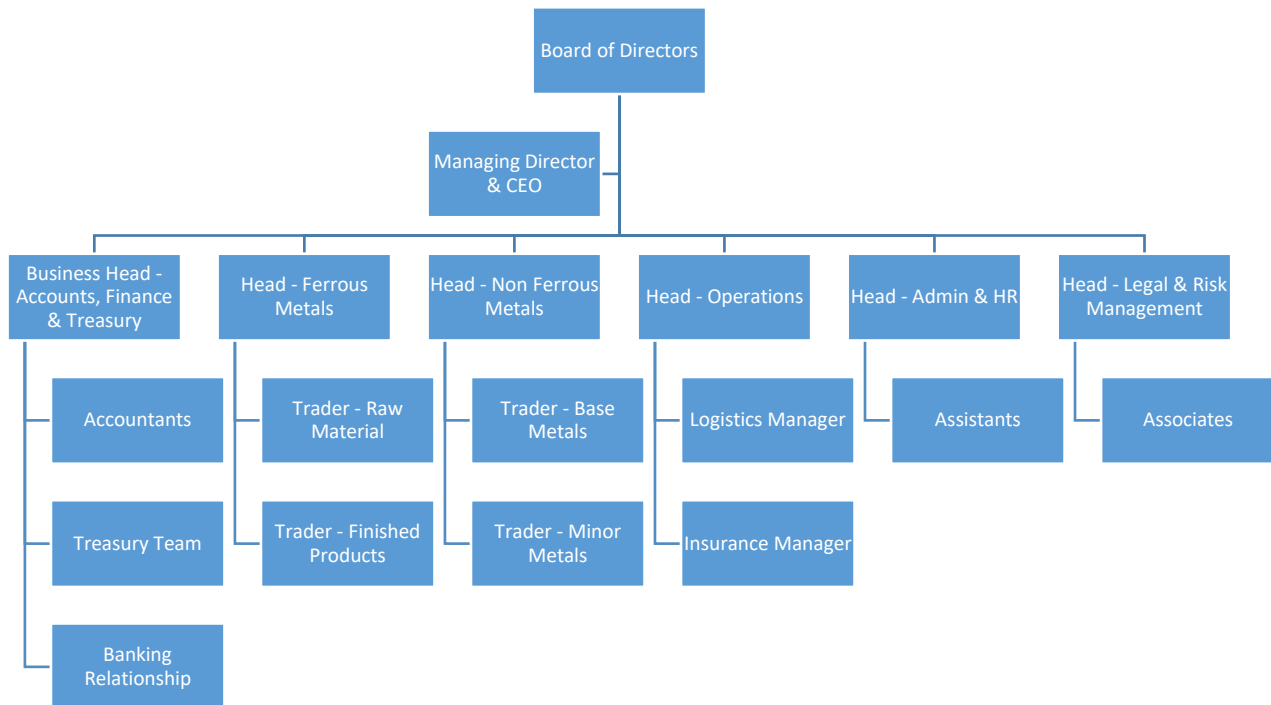 Board of Directors
Managing Director
& CEO
Business Head -
Accounts, Finance
& Treasury
Head - Ferrous
Metals
Head - Non Ferrous
Metals
Head - Operations
Head - Admin & HR
Head - Legal & Risk
Management
Accountants
Trader - Raw
Material
Trader - Base
Metals
Logistics Manager
Assistants
Associates
Treasury Team
Trader - Finished
Products
Trader - Minor
Metals
Insurance Manager
Banking
Relationship